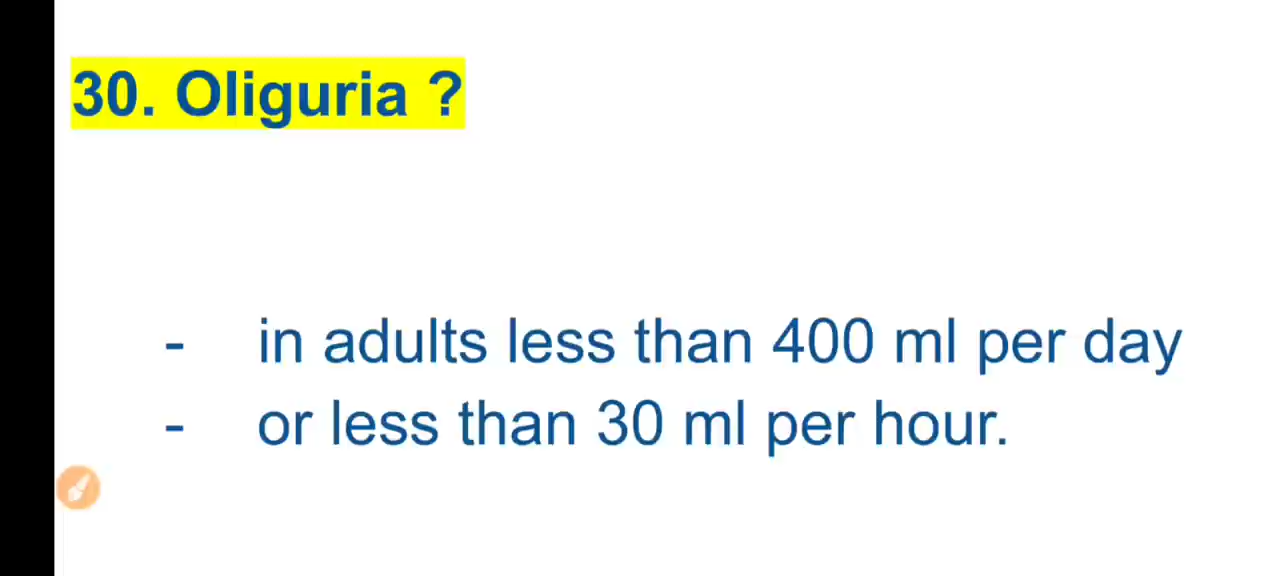 30. Oliguria ?
- in adults less than 400 ml per day
- or less than 30 ml per hour.